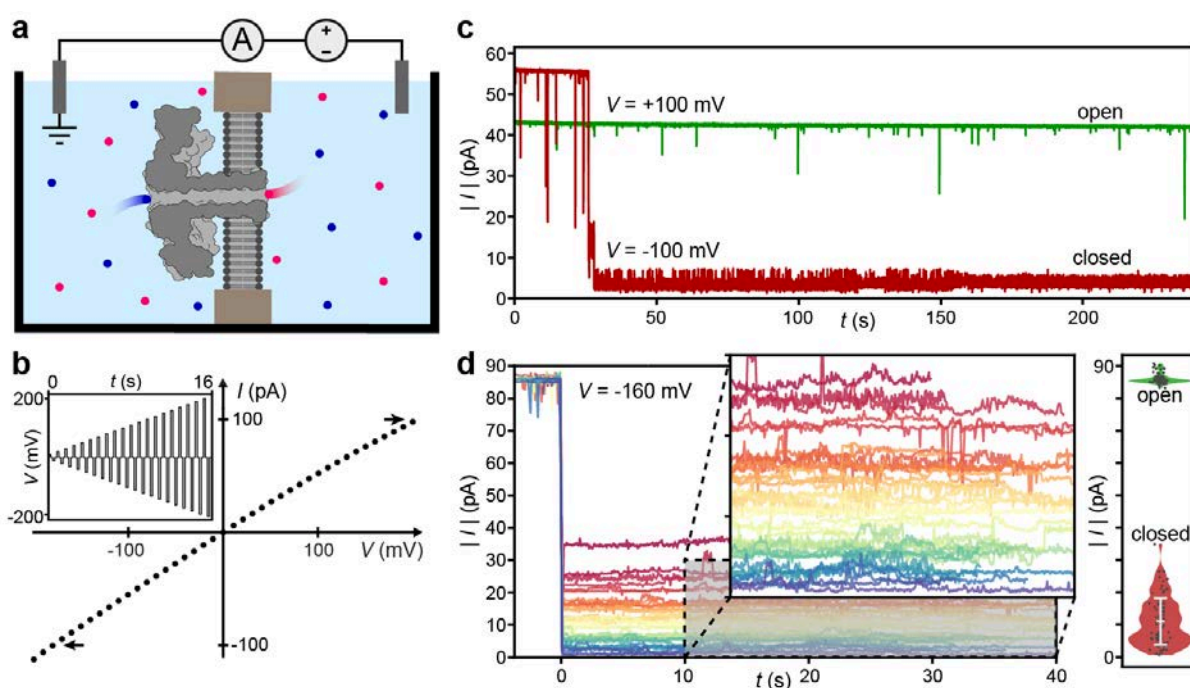 a
A
+
−
b
0 t (s) 16
200
V (mV)
0
-200
I (pA)
100
-100
100
V (mV)
-100
c
60
50
40
30
20
10
0
| I | (pA)
V = +100 mV
open
V = -100 mV
closed
0
50
100
150
200
t (s)
d
90
80
70
60
50
40
30
20
10
0
| I | (pA)
V = -160 mV
0
10
20
30
40
t (s)
90
open
| I | (pA)
closed
0